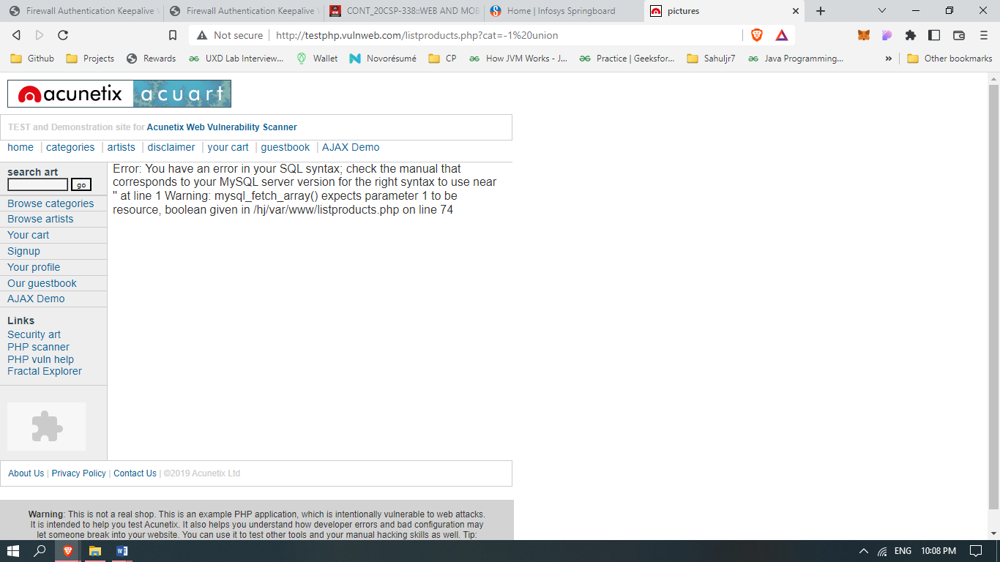 Firewall Authentication Keepalive
Firewall Authentication Keepalive
CONT_20CSP-338::WEB AND MOB
Home | Infosys Springboard
pictures
Not secure
http://testphp.vulnweb.com/listproducts.php?cat=-1%20union
Github
Projects
Rewards
UXD Lab Interview...
Wallet
Novorésumé
CP
How JVM Works - J...
Practice | Geeksfor...
Sahuljr7
Java Programming...
»
Other bookmarks
acunetix acuart
TEST and Demonstration site for Acunetix Web Vulnerability Scanner
home | categories | artists | disclaimer | your cart | guestbook | AJAX Demo
search art
go
Browse categories
Browse artists
Your cart
Signup
Your profile
Our guestbook
AJAX Demo
Links
Security art
PHP scanner
PHP vuln help
Fractal Explorer
Error: You have an error in your SQL syntax; check the manual that
corresponds to your MySQL server version for the right syntax to use near
'' at line 1 Warning: mysql_fetch_array() expects parameter 1 to be
resource, boolean given in /hj/var/www/listproducts.php on line 74
About Us | Privacy Policy | Contact Us | ©2019 Acunetix Ltd
Warning: This is not a real shop. This is an example PHP application, which is intentionally vulnerable to web attacks.
It is intended to help you test Acunetix. It also helps you understand how developer errors and bad configuration may
let someone break into your website. You can use it to test other tools and your manual hacking skills as well. Tip:
ENG
10:08 PM